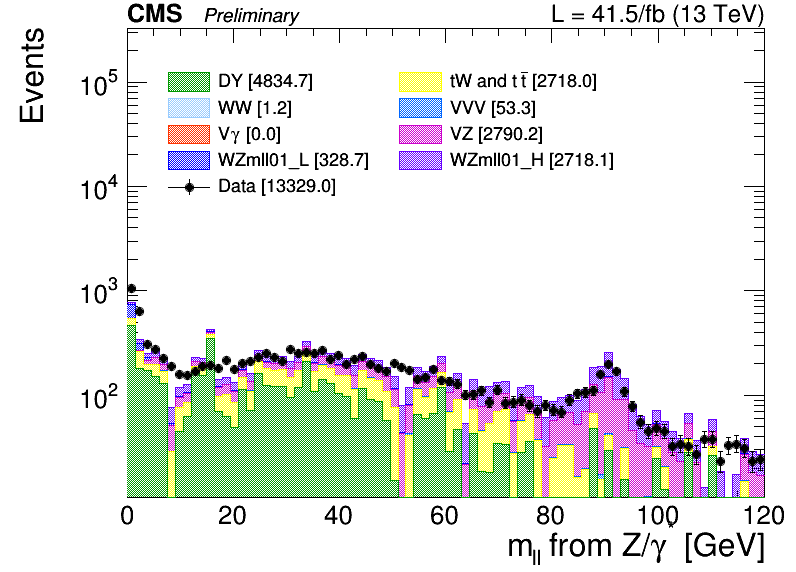 CMS Preliminary L = 41.5/fb (13 TeV)
Events
10⁵
10⁴
10³
10²
DY [4834.7] tW and tt̅ [2718.0]
WW [1.2] VVV [53.3]
Vγ [0.0] VZ [2790.2]
WZmll01_L [328.7] WZmll01_H [2718.1]
Data [13329.0]
0 20 40 60 80 100 120
m_ll from Z/γ* [GeV]